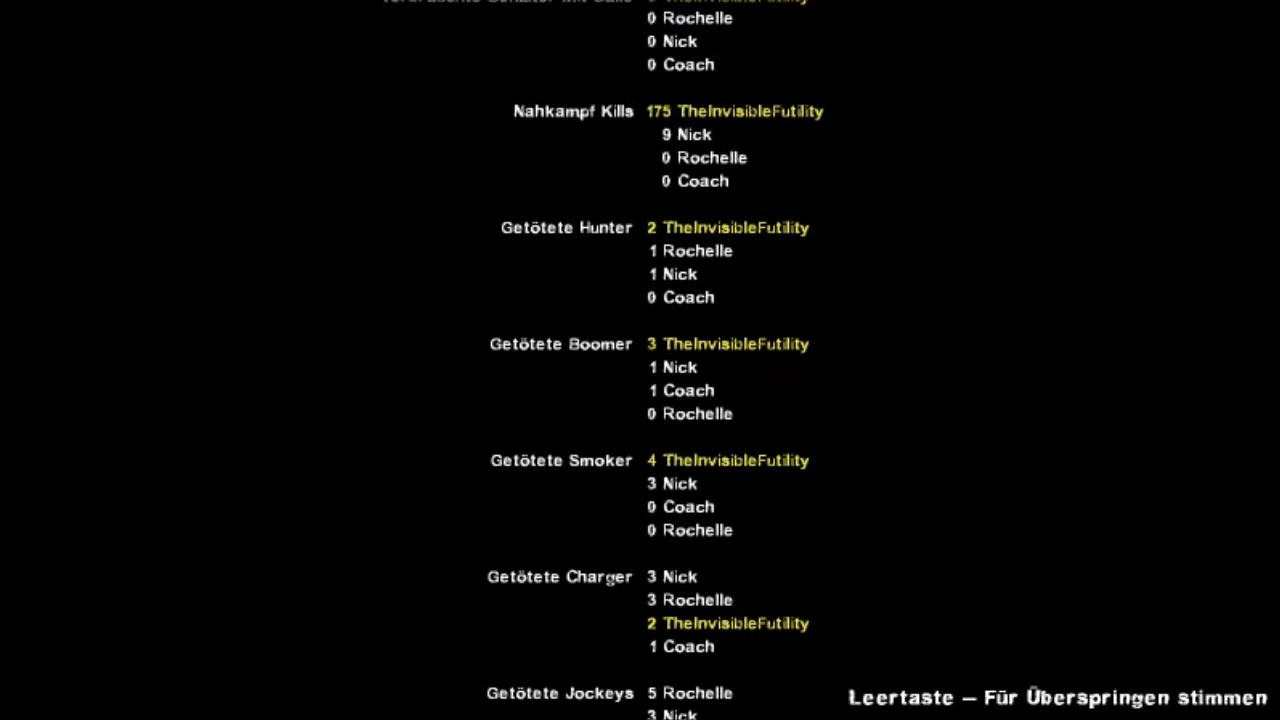 0 Rochelle
0 Nick
0 Coach
Nahkampf Kills 175 TheInvisibleFutility
9 Nick
0 Rochelle
0 Coach
Getötete Hunter 2 TheInvisibleFutility
1 Rochelle
1 Nick
0 Coach
Getötete Boomer 3 TheInvisibleFutility
1 Nick
1 Coach
0 Rochelle
Getötete Smoker 4 TheInvisibleFutility
3 Nick
0 Coach
0 Rochelle
Getötete Charger 3 Nick
3 Rochelle
2 TheInvisibleFutility
1 Coach
Getötete Jockeys 5 Rochelle
3 Nick
Leertaste – Für Überspringen stimmen